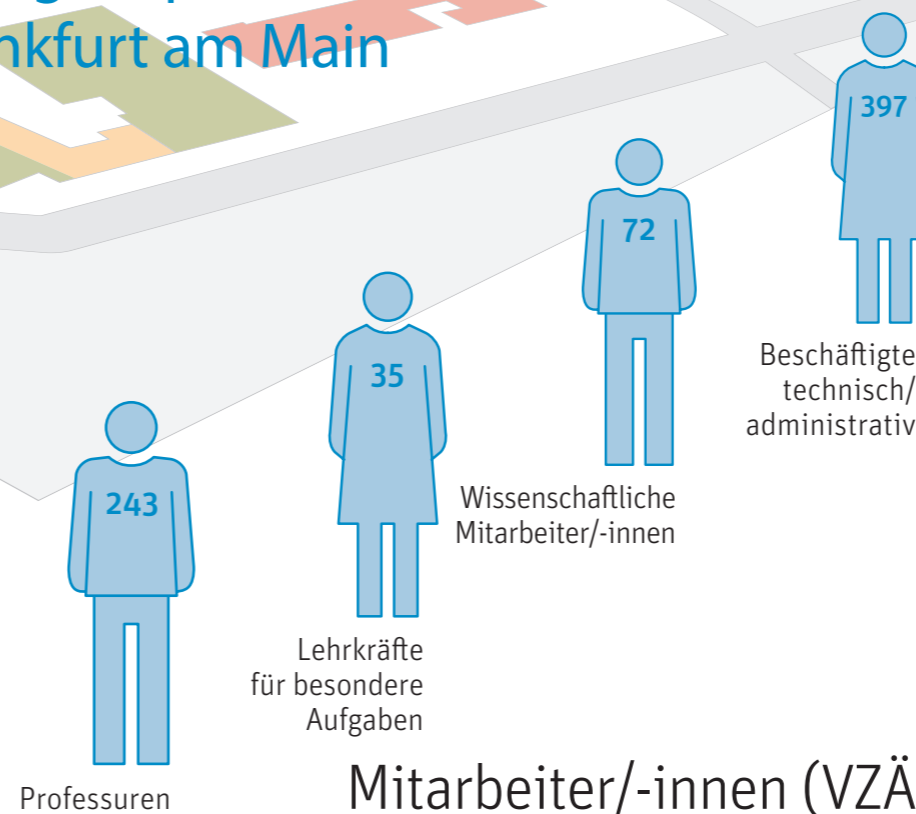 nkfurt am Main
397
Beschäftigte
technisch/
administrativ
72
Wissenschaftliche
Mitarbeiter/-innen
35
Lehrkräfte
für besondere
Aufgaben
243
Professuren
Mitarbeiter/-innen (VZÄ